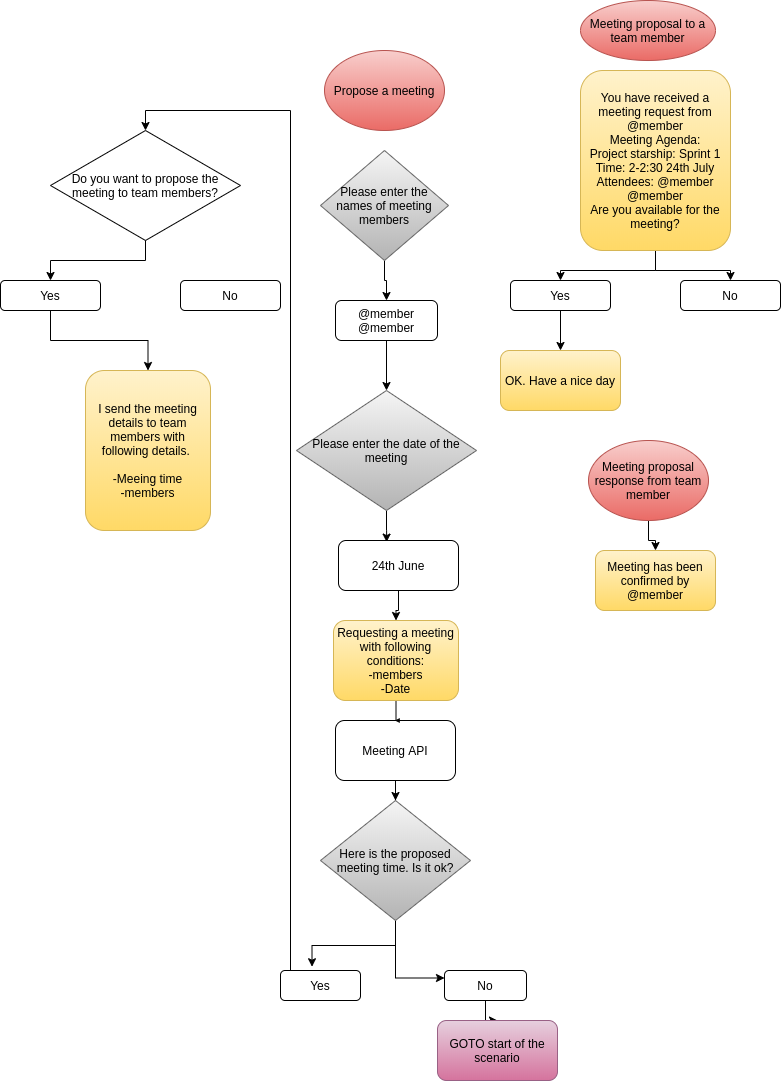 Meeting proposal to a
team member
Propose a meeting
You have received a
meeting request from
@member
Meeting Agenda:
Project starship: Sprint 1
Time: 2-2:30 24th July
Attendees: @member
@member
Are you available for the
meeting?
Do you want to propose the
meeting to team members?
Please enter the
names of meeting
members
Yes
No
Yes
No
@member
@member
OK. Have a nice day
I send the meeting
details to team
members with
following details.
-Meeing time
-members
Please enter the date of the
meeting
Meeting proposal
response from team
member
24th June
Meeting has been
confirmed by
@member
Requesting a meeting
with following
conditions:
-members
-Date
Meeting API
Here is the proposed
meeting time. Is it ok?
Yes
No
GOTO start of the
scenario